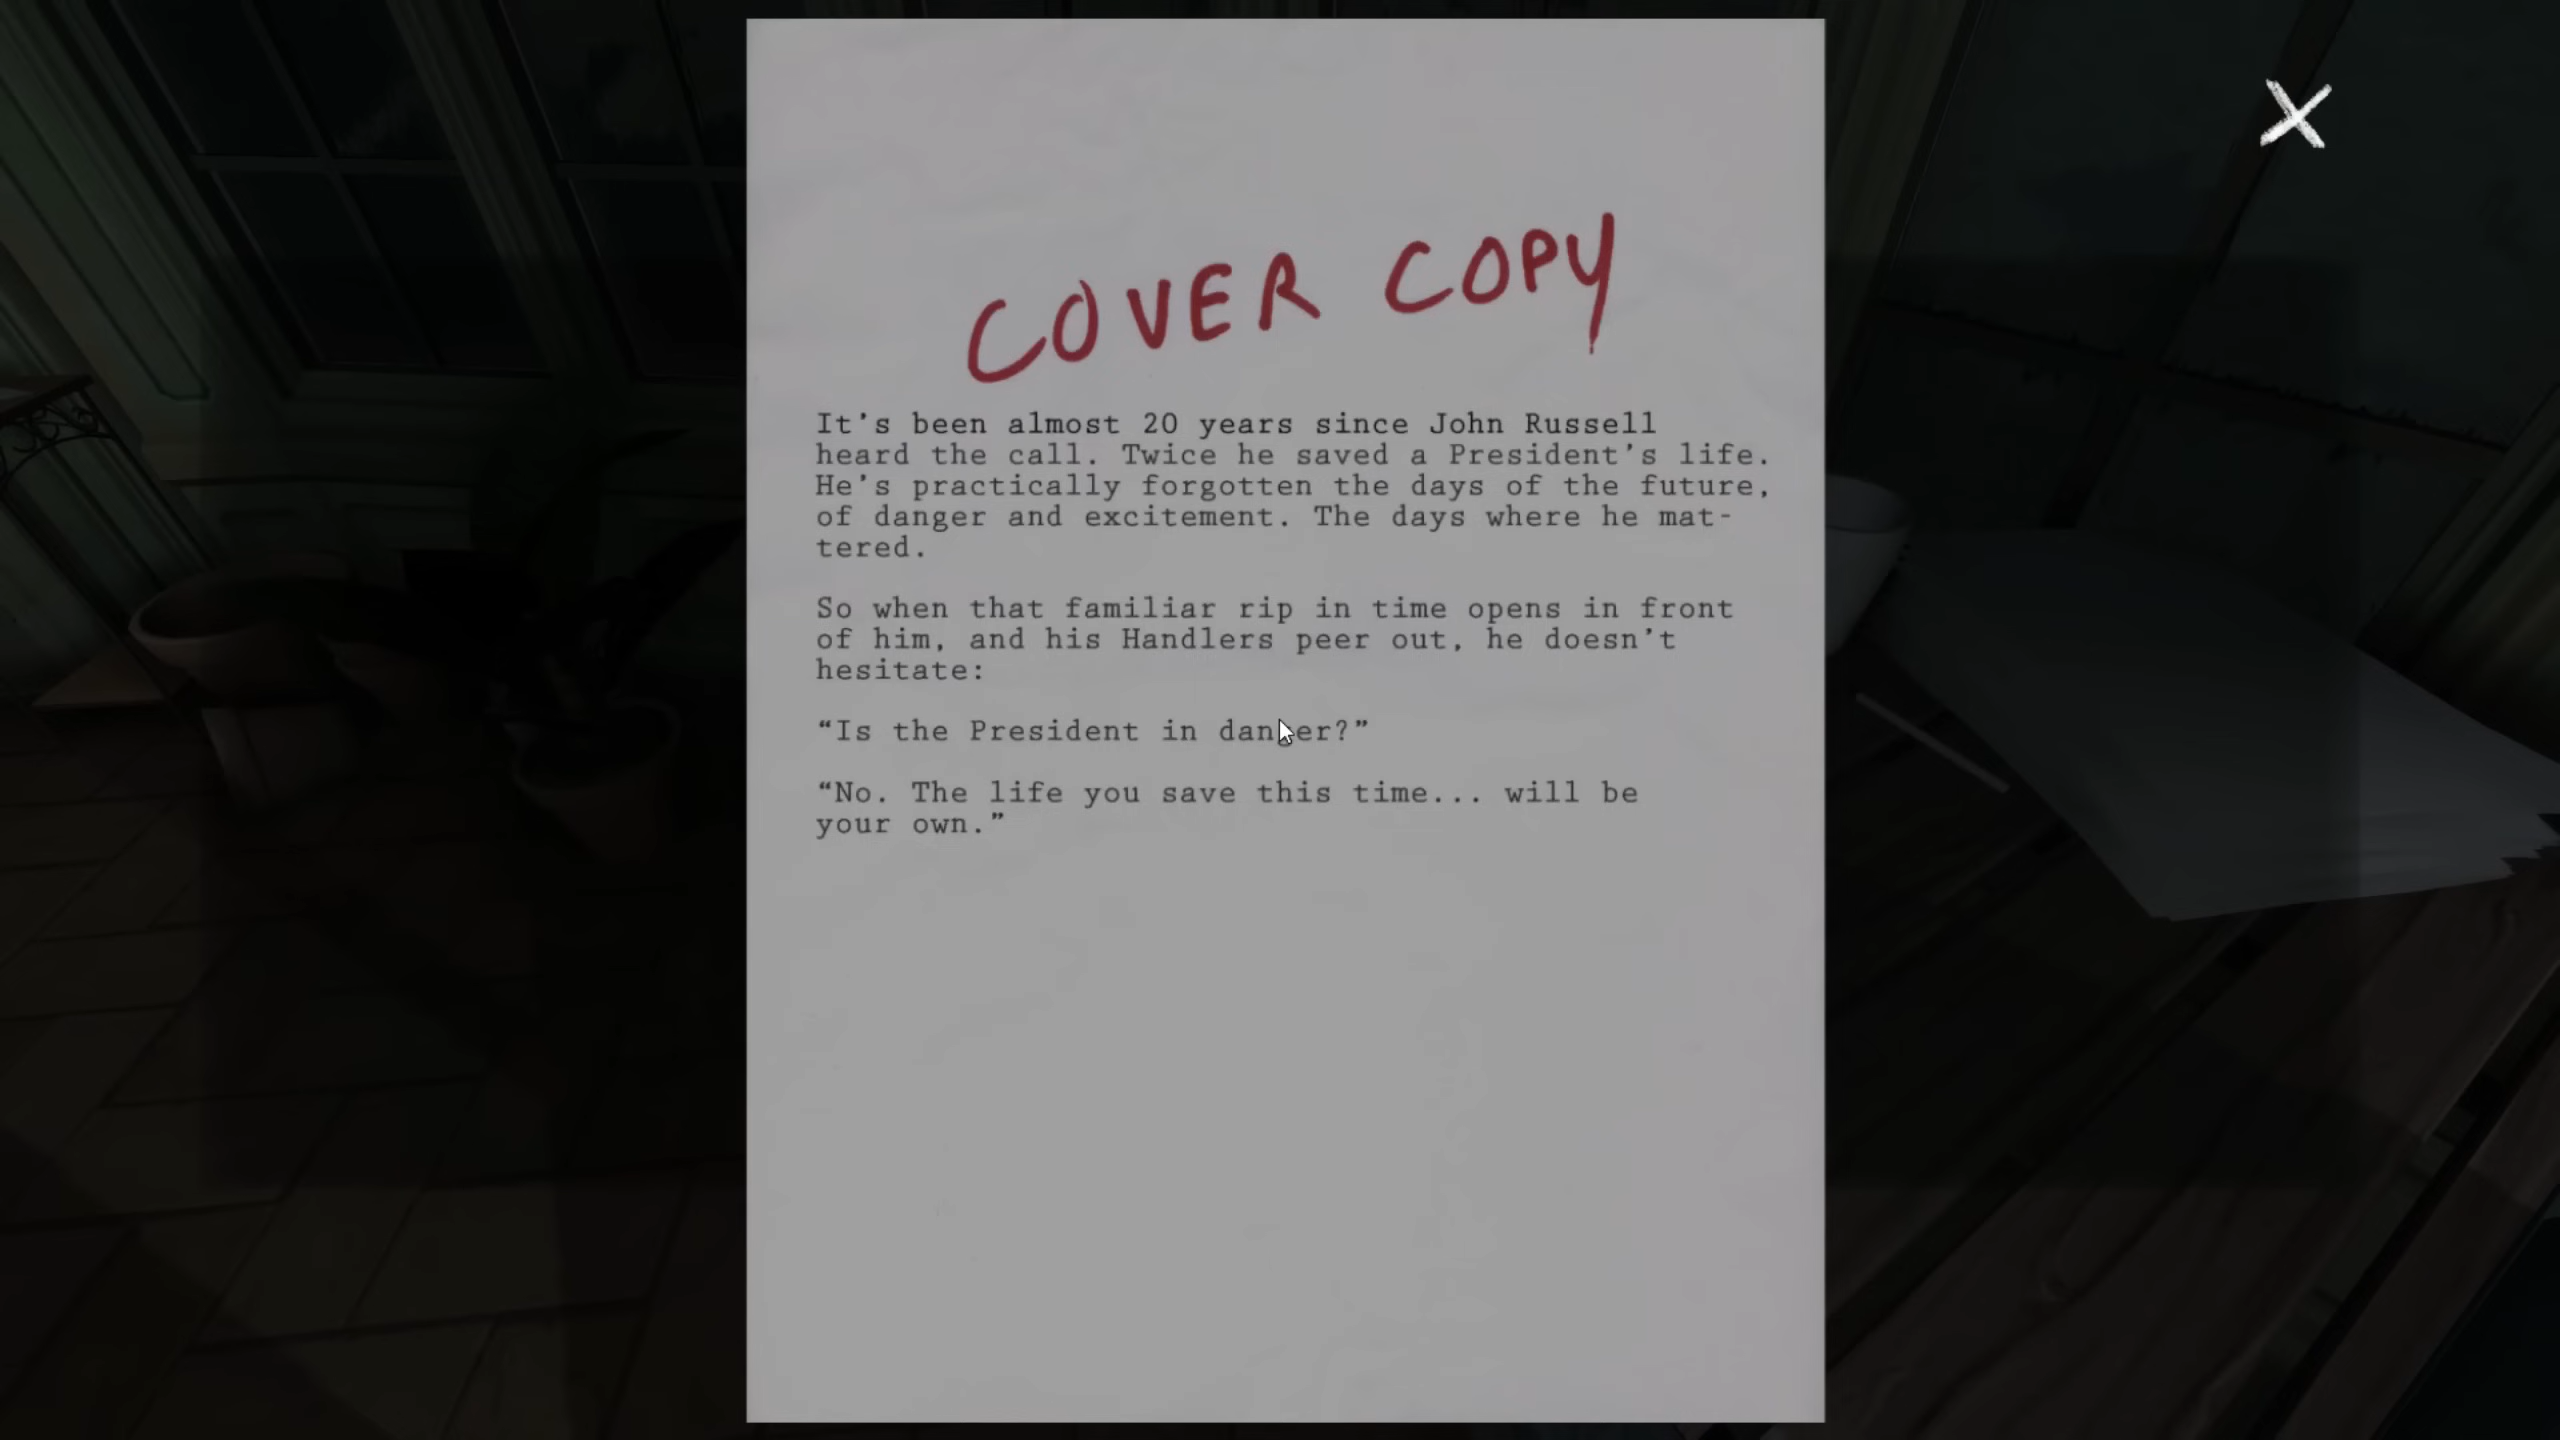 COVER COPY
It’s been almost 20 years since John Russell
heard the call. Twice he saved a President’s life.
He’s practically forgotten the days of the future,
of danger and excitement. The days where he mat-
tered.
So when that familiar rip in time opens in front
of him, and his Handlers peer out, he doesn’t
hesitate:
“Is the President in danger?”
“No. The life you save this time... will be
your own.”